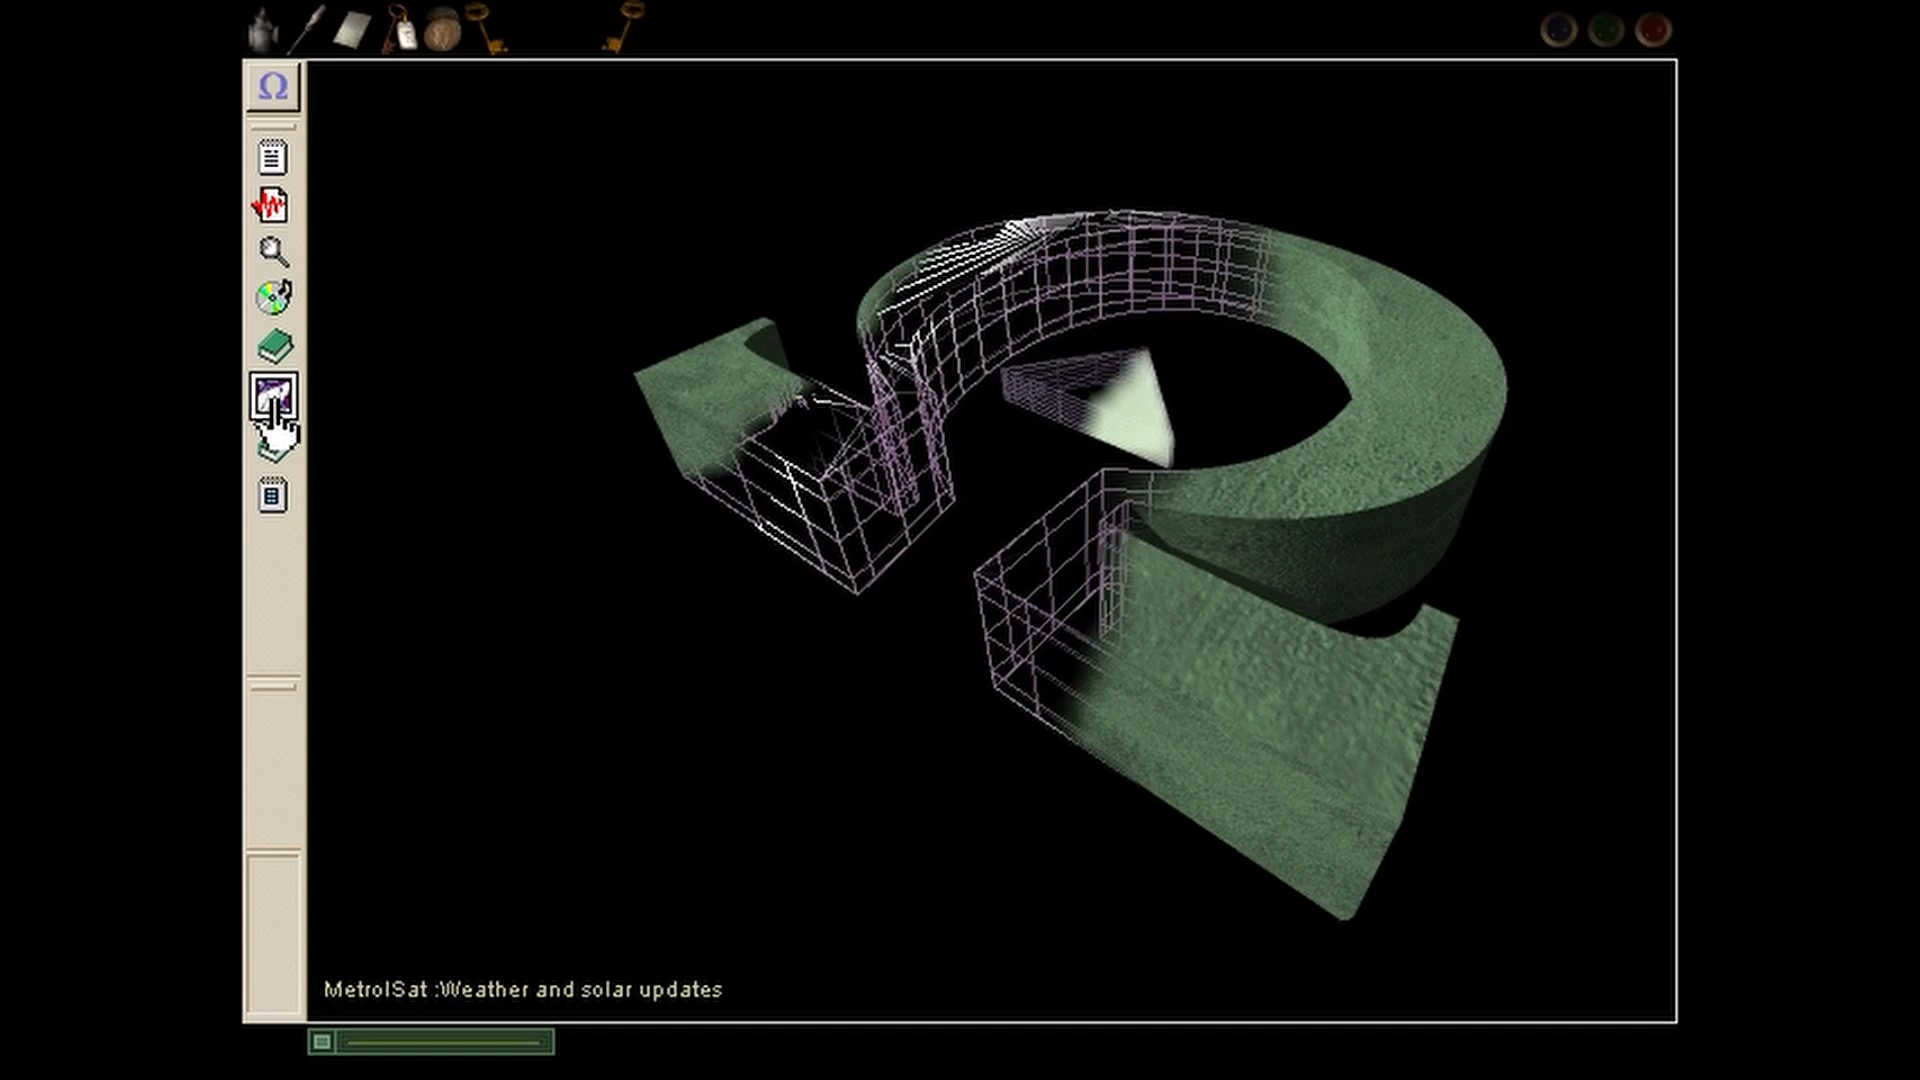 Ω
MetrolSat :Weather and solar updates